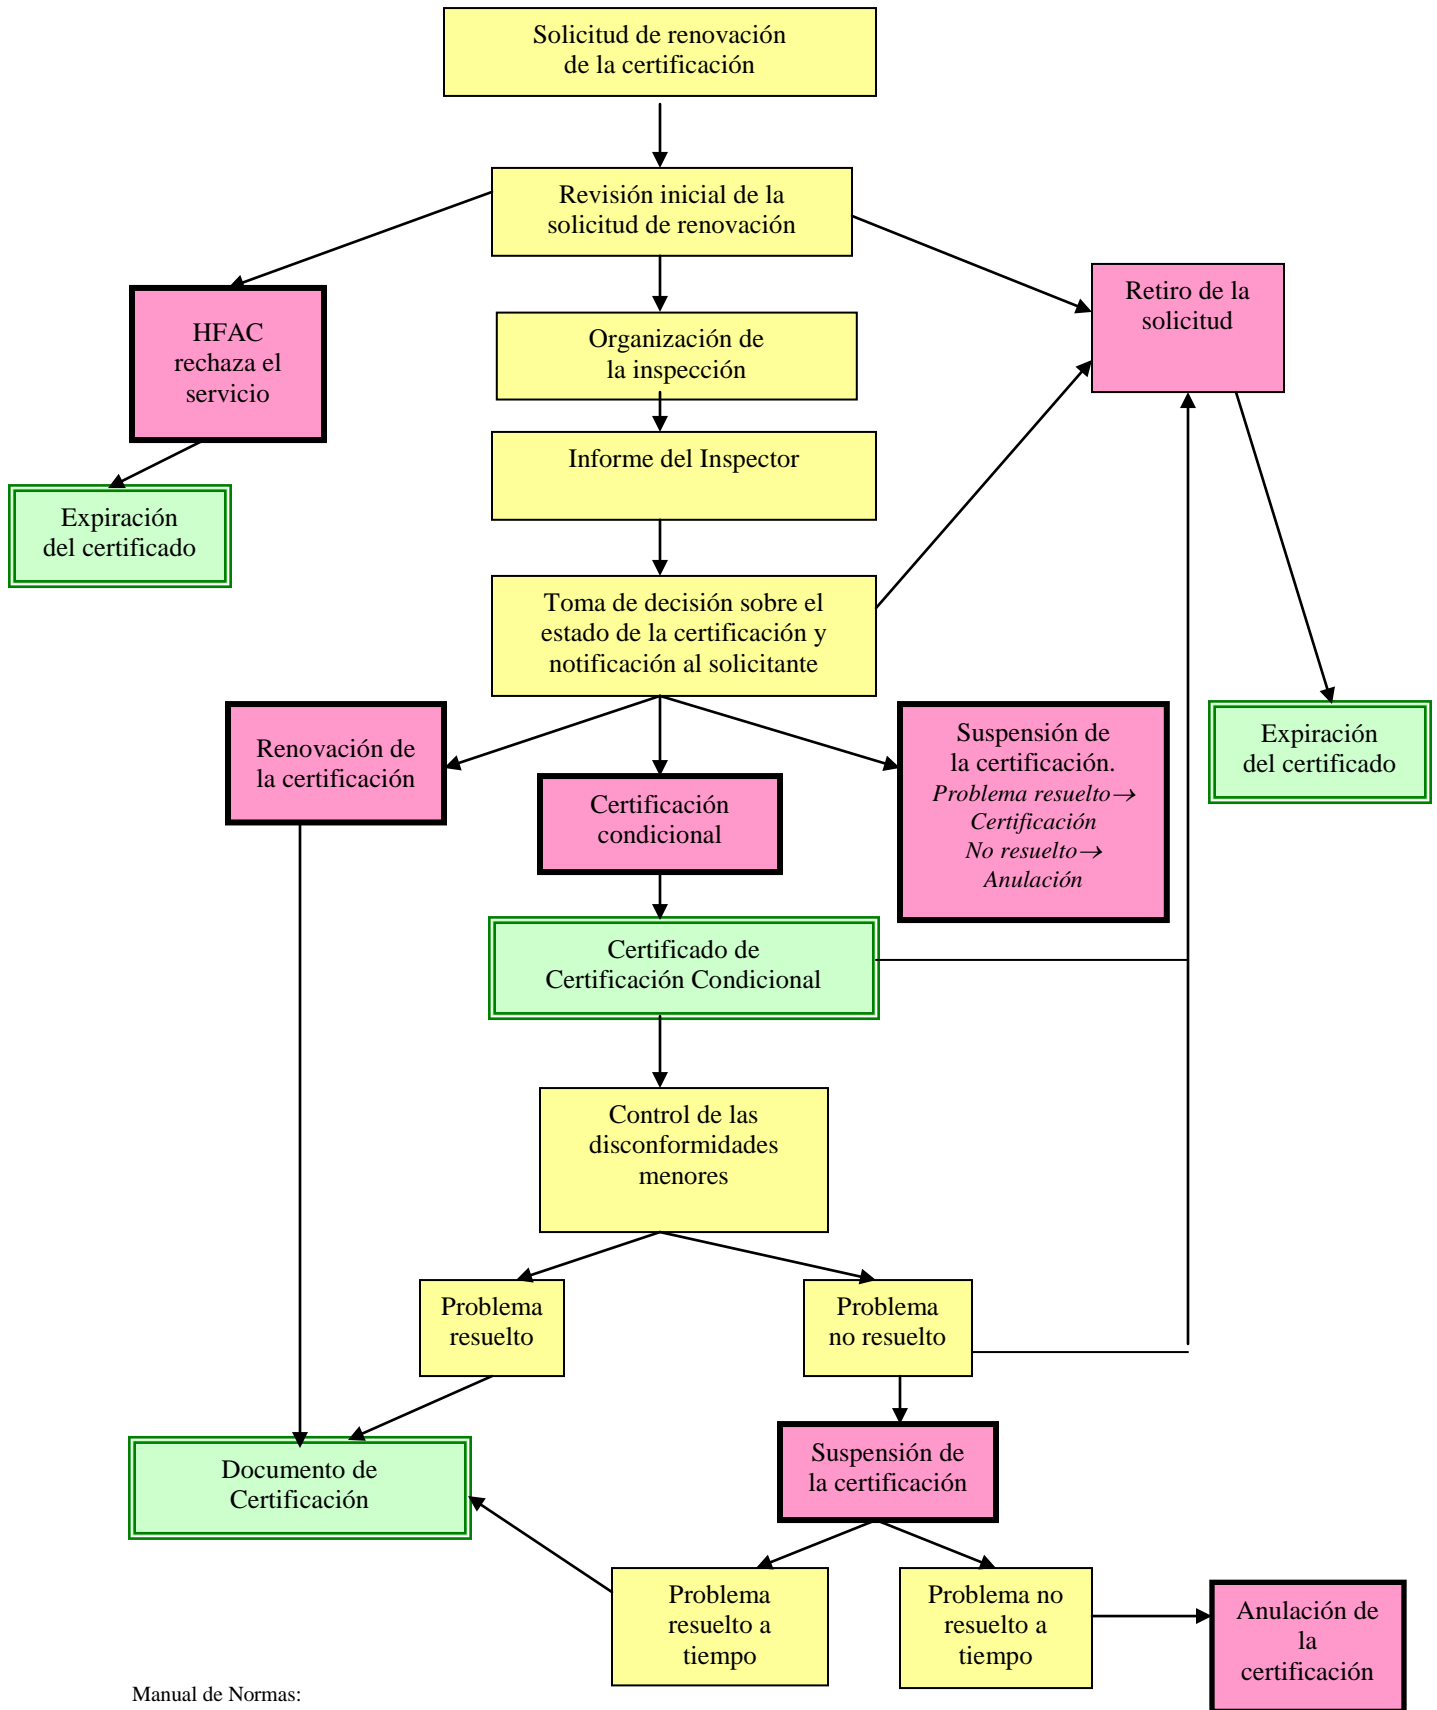 Solicitud de renovación
de la certificación
Revisión inicial de la
solicitud de renovación
Retiro de la
solicitud
HFAC
rechaza el
servicio
Organización de
la inspección
Informe del Inspector
Expiración
del certificado
Toma de decisión sobre el
estado de la certificación y
notificación al solicitante
Renovación de
la certificación
Certificación
condicional
Suspensión de
la certificación.
Problema resuelto→
Certificación
No resuelto→
Anulación
Expiración
del certificado
Certificado de
Certificación Condicional
Control de las
disconformidades
menores
Problema
resuelto
Problema
no resuelto
Documento de
Certificación
Suspensión de
la certificación
Problema
resuelto a
tiempo
Problema no
resuelto a
tiempo
Anulación de
la
certificación
Manual de Normas: